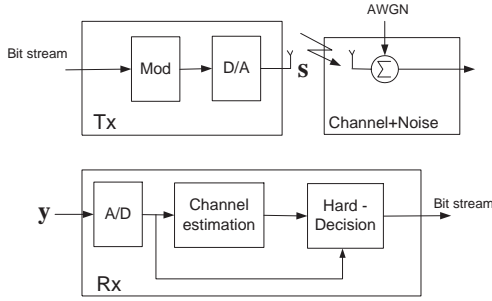 AWGN
Bit stream
Mod
D/A
s
Σ
Tx
Channel+Noise
y
A/D
Channel
estimation
Hard -
Decision
Bit stream
Rx